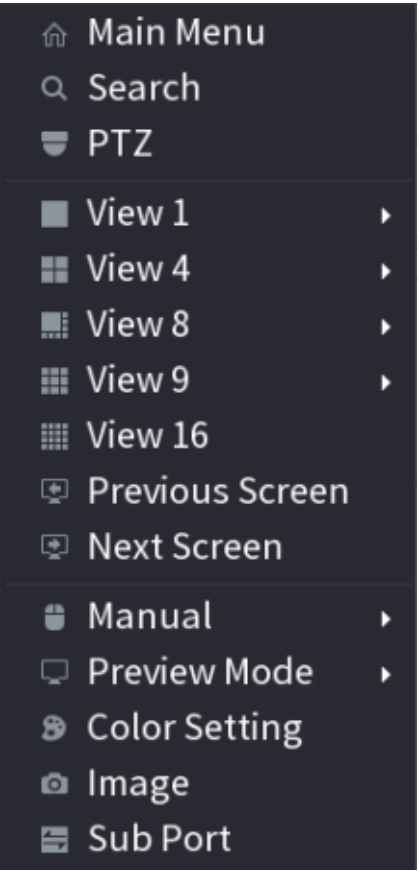 Main Menu
Search
PTZ
View 1
View 4
View 8
View 9
View 16
Previous Screen
Next Screen
Manual
Preview Mode
Color Setting
Image
Sub Port